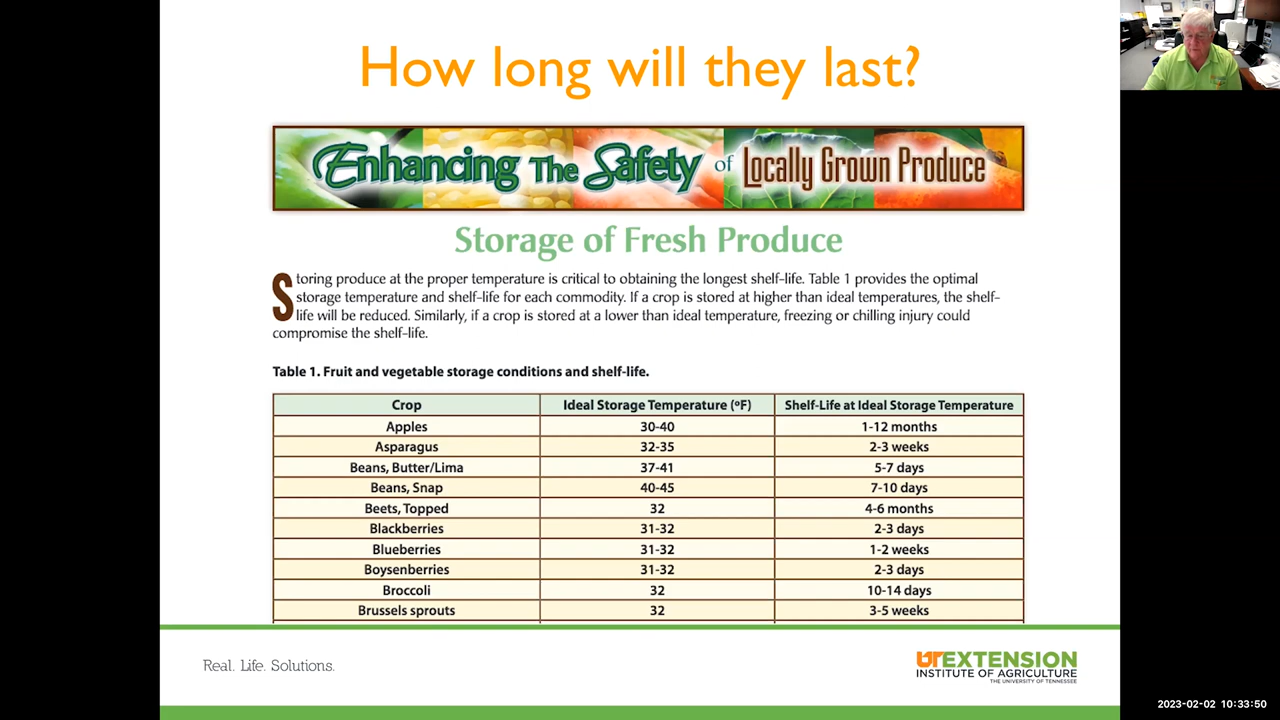 How long will they last?
Enhancing The Safety of Locally Grown Produce
Storage of Fresh Produce
Storing produce at the proper temperature is critical to obtaining the longest shelf-life. Table 1 provides the optimal
storage temperature and shelf-life for each commodity. If a crop is stored at higher than ideal temperatures, the shelf-
life will be reduced. Similarly, if a crop is stored at a lower than ideal temperature, freezing or chilling injury could
compromise the shelf-life.
Table 1. Fruit and vegetable storage conditions and shelf-life.
Crop Ideal Storage Temperature (ºF) Shelf-Life at Ideal Storage Temperature
Apples 30-40 1-12 months
Asparagus 32-35 2-3 weeks
Beans, Butter/Lima 37-41 5-7 days
Beans, Snap 40-45 7-10 days
Beets, Topped 32 4-6 months
Blackberries 31-32 2-3 days
Blueberries 31-32 1-2 weeks
Boysenberries 31-32 2-3 days
Broccoli 32 10-14 days
Brussels sprouts 32 3-5 weeks
Real. Life. Solutions.
UT EXTENSION
INSTITUTE OF AGRICULTURE
THE UNIVERSITY OF TENNESSEE
2023-02-02 10:33:50